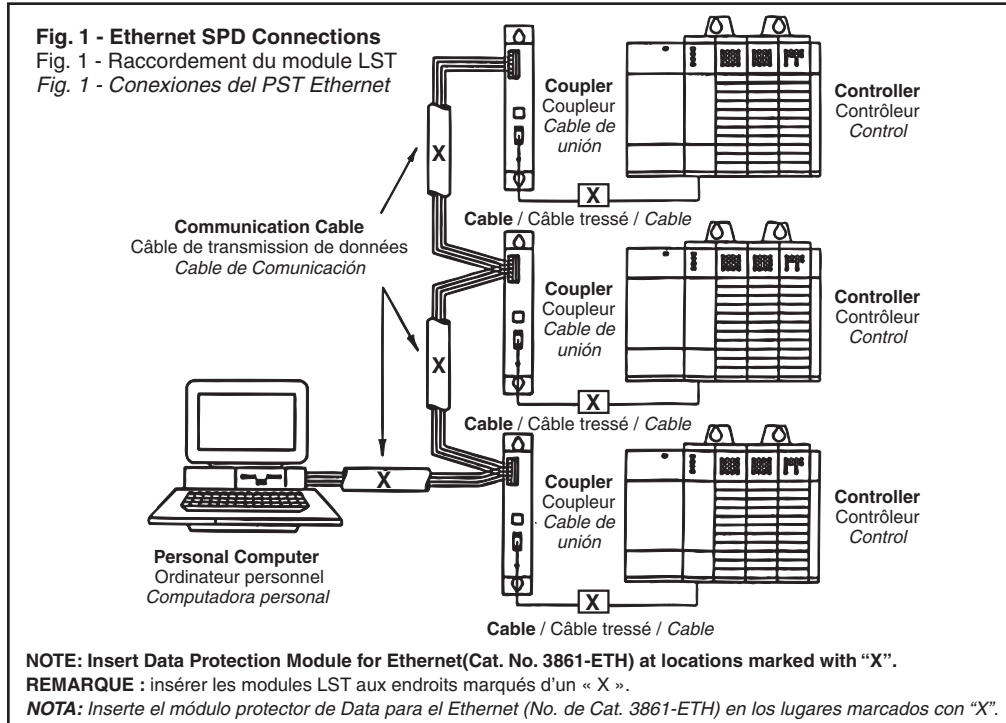 Fig. 1 - Ethernet SPD Connections
Fig. 1 - Raccordement du module LST
Fig. 1 - Conexiones del PST Ethernet
Coupler
Coupleur
Cable de
unión
Controller
Contrôleur
Control
X
X
Cable / Câble tressé / Cable
Communication Cable
Câble de transmission de données
Cable de Comunicación
Coupler
Coupleur
Cable de
unión
Controller
Contrôleur
Control
X
X
Cable / Câble tressé / Cable
X
Coupler
Coupleur
Cable de
unión
Controller
Contrôleur
Control
Personal Computer
Ordinateur personnel
Computadora personal
X
Cable / Câble tressé / Cable
NOTE: Insert Data Protection Module for Ethernet(Cat. No. 3861-ETH) at locations marked with “X”.
REMARQUE : insérer les modules LST aux endroits marqués d'un « X ».
NOTA: Inserte el módulo protector de Data para el Ethernet (No. de Cat. 3861-ETH) en los lugares marcados con “X”.